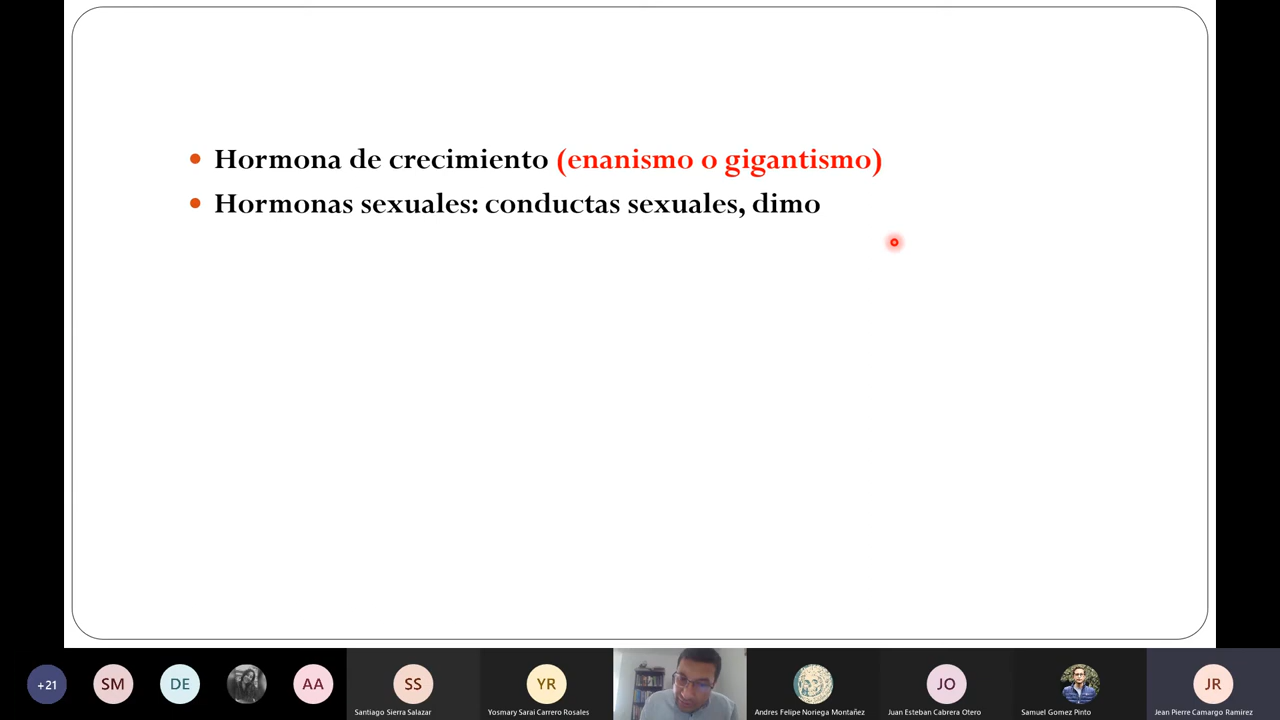 Hormona de crecimiento (enanismo o gigantismo)
Hormonas sexuales: conductas sexuales, dimo
+21
SM
DE
AA
SS
YR
JO
JR
Santiago Sierra Salazar
Yosmary Sarai Carrero Rosales
Andres Felipe Noriega Montañez
Juan Esteban Cabrera Otero
Samuel Gomez Pinto
Jean Pierre Camargo Ramirez